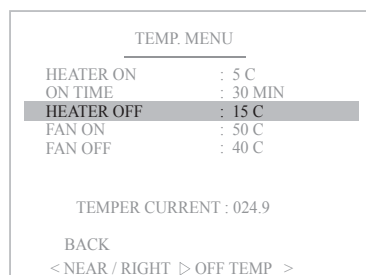 TEMP. MENU
HEATER ON : 5 C
ON TIME : 30 MIN
HEATER OFF : 15 C
FAN ON : 50 C
FAN OFF : 40 C
TEMPER CURRENT : 024.9
BACK
< NEAR / RIGHT ▷ OFF TEMP >